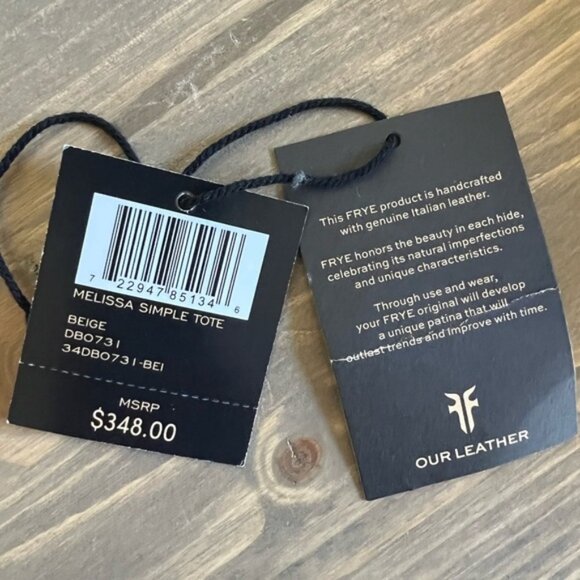 7 22947 85134 6
MELISSA SIMPLE TOTE
BEIGE
DB0731
34DB0731-BEI
MSRP
$348.00
This FRYE product is handcrafted
with genuine Italian leather.
FRYE honors the beauty in each hide,
celebrating its natural imperfections
and unique characteristics.
Through use and wear,
your FRYE original will develop
a unique patina that will
outlast trends and improve with time.
OUR LEATHER